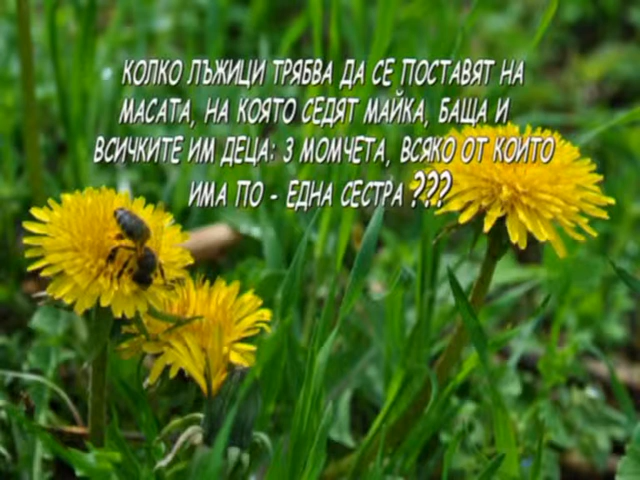 КОЛКО ЛЪЖИЦИ ТРЯБВА ДА СЕ ПОСТАВЯТ НА
МАСАТА, НА КОЯТО СЕДЯТ МАЙКА, БАЩА И
ВСИЧКИТЕ ИМ ДЕЦА: 3 МОМЧЕТА, ВСЯКО ОТ КОИТО
ИМА ПО - ЕДНА СЕСТРА ???